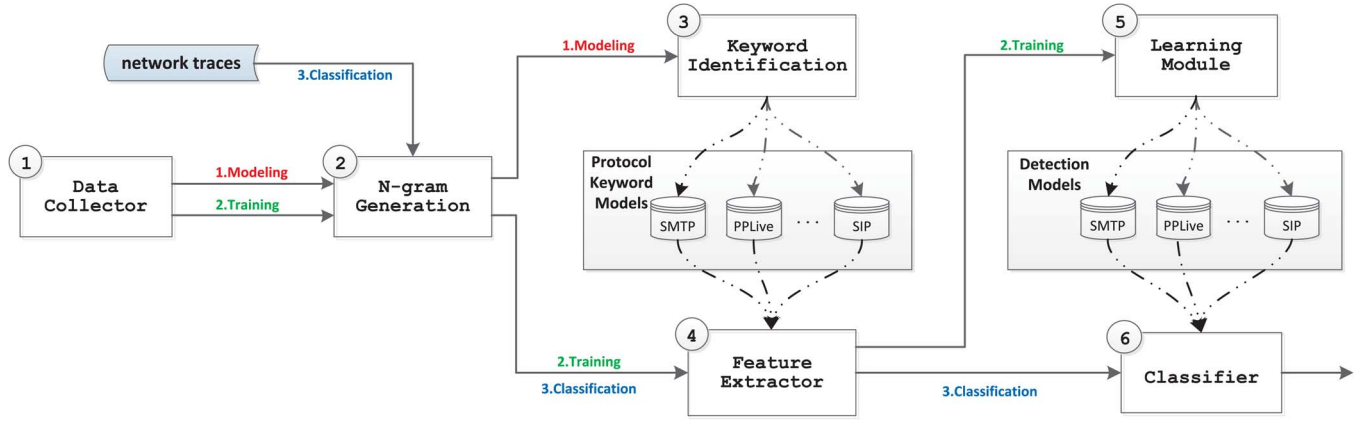 network traces
3.Classification
1
Data
Collector
1.Modeling
2.Training
2
N-gram
Generation
1.Modeling
3
Keyword
Identification
Protocol
Keyword
Models
SMTP
PPLive
...
SIP
2.Training
3.Classification
4
Feature
Extractor
2.Training
5
Learning
Module
Detection
Models
SMTP
PPLive
...
SIP
3.Classification
6
Classifier